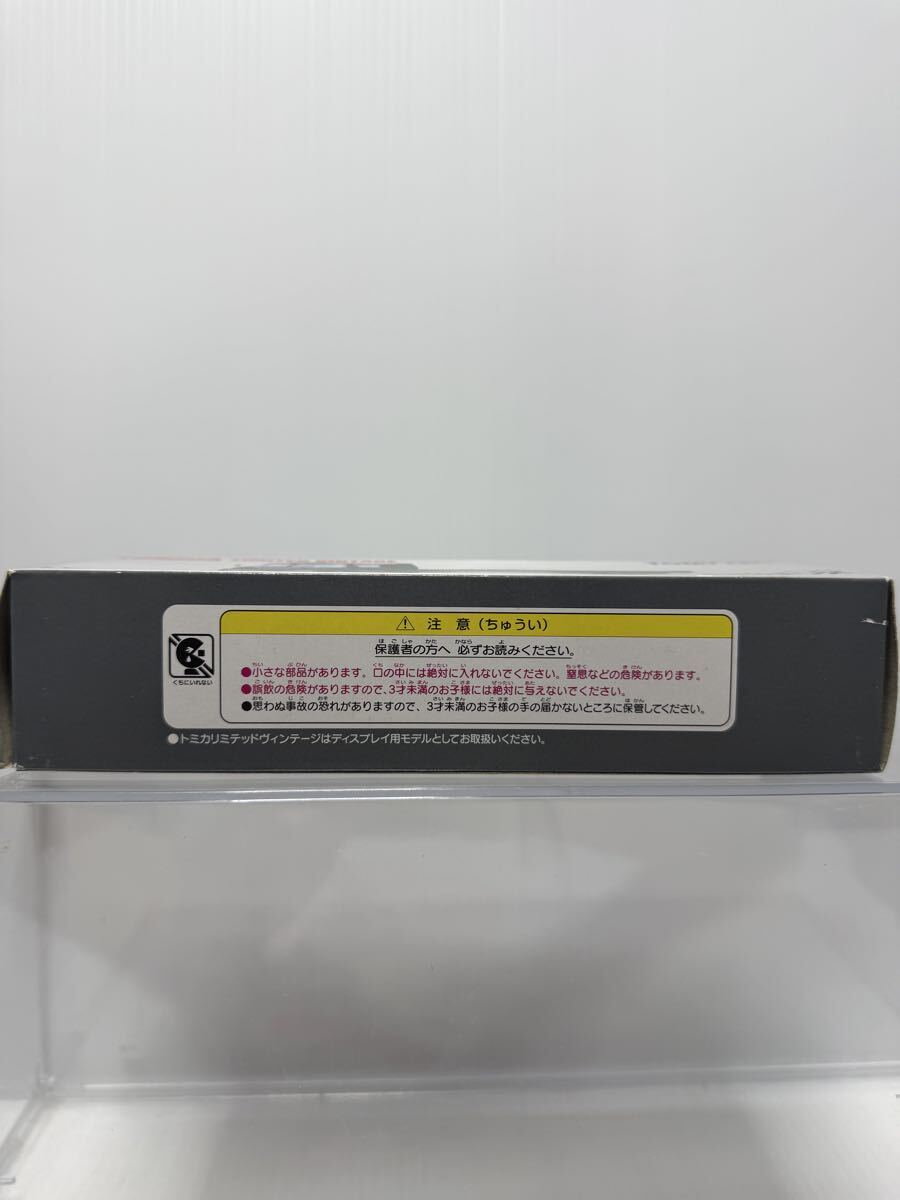 ⚠ 注 意(ちゅうい)
保護者の方へ 必ずお読みください。
●小さな部品があります。口の中には絶対に入れないでください。窒息などの危険があります。
●誤飲の危険がありますので、3才未満のお子様には絶対に与えないでください。
●思わぬ事故の恐れがありますので、3才未満のお子様の手の届かないところに保管してください。
くちにいれない
●トミカリミテッドヴィンテージはディスプレイ用モデルとしてお取扱いください。